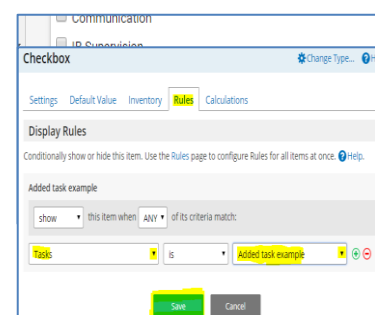 Communication
IB Supervision
Checkbox Change Type... H
Settings Default Value Inventory Rules Calculations
Display Rules
Conditionally show or hide this item. Use the Rules page to configure Rules for all items at once. Help.
Added task example
show this item when ANY of its criteria match:
Tasks is Added task example
Save Cancel